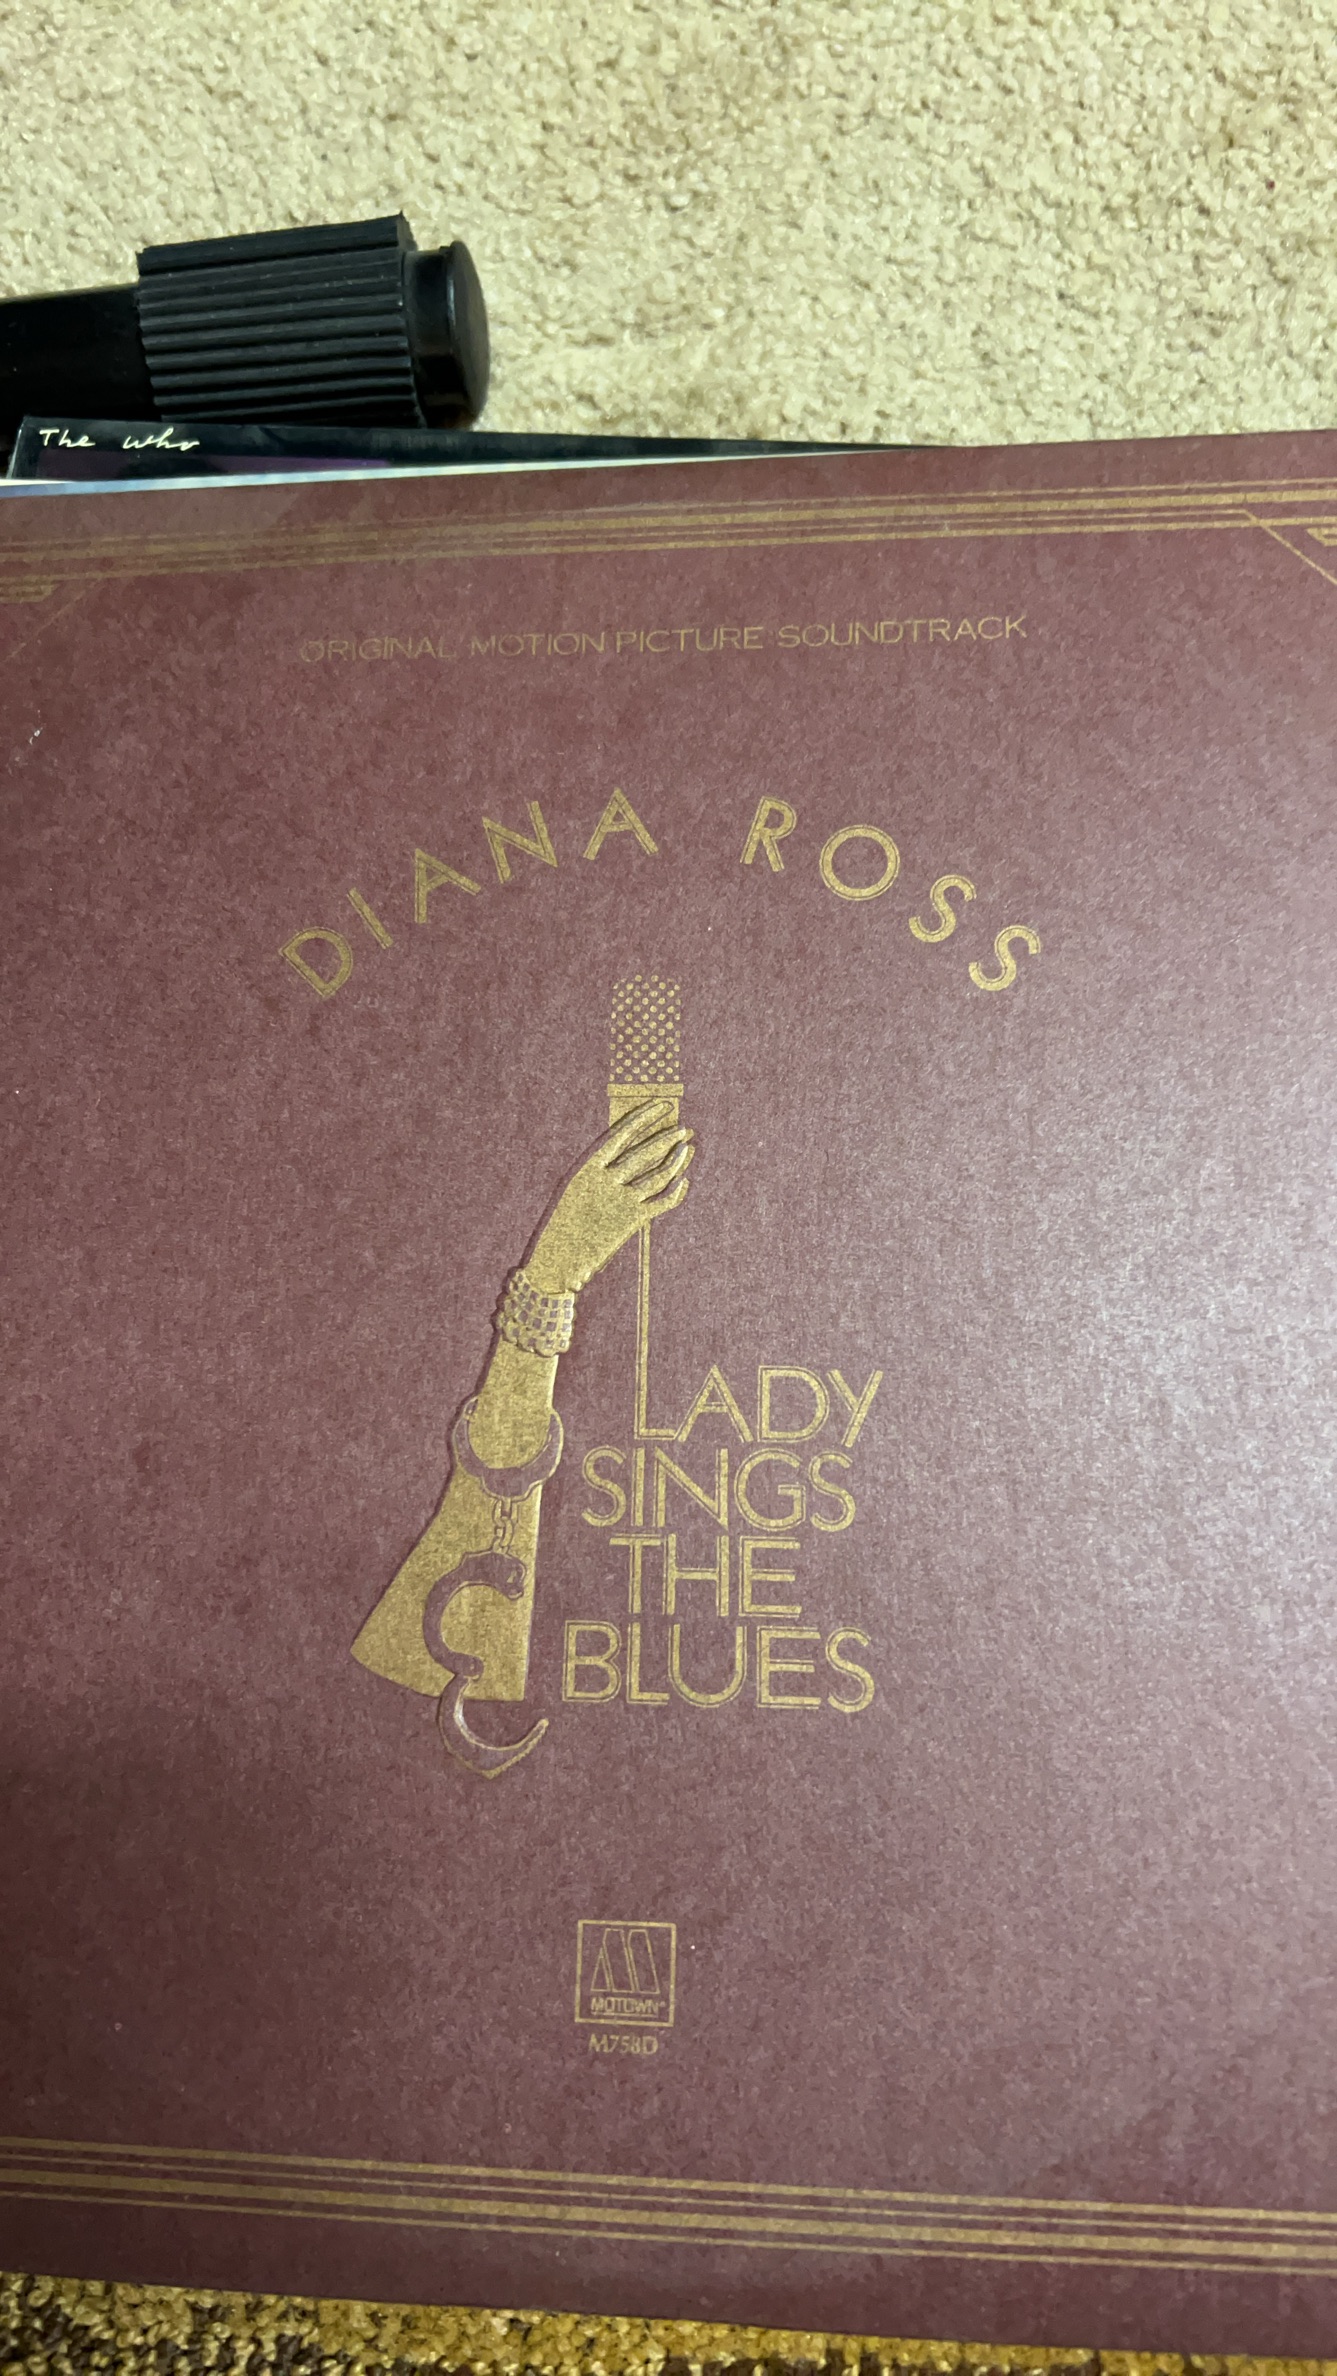 The Who
ORIGINAL MOTION PICTURE SOUNDTRACK
DIANA ROSS
LADY
SINGS
THE
BLUES
MOTOWN®
M758D